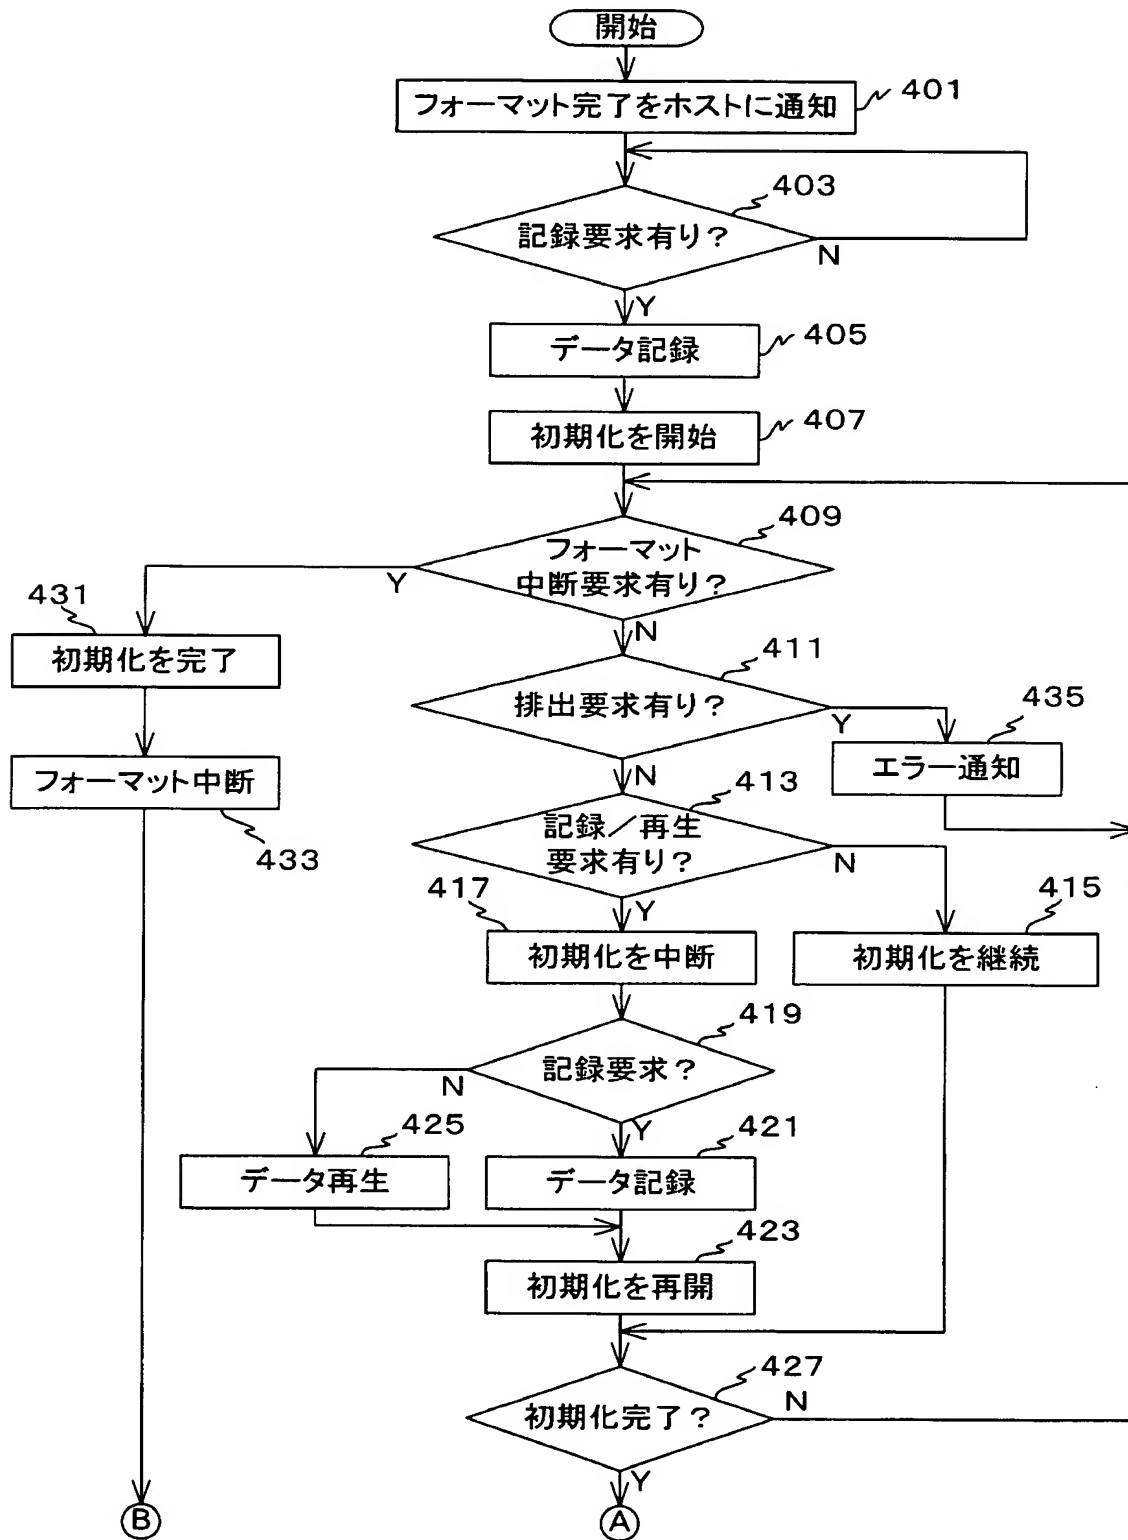 開始
フォーマット完了をホストに通知
401
403
記録要求有り？
N
Y
データ記録
405
初期化を開始
407
409
フォーマット
中断要求有り？
Y
N
431
初期化を完了
411
排出要求有り？
Y
N
435
エラー通知
フォーマット中断
433
413
記録／再生
要求有り？
N
Y
417
初期化を中断
415
初期化を継続
419
記録要求？
N
Y
425
データ再生
421
データ記録
423
初期化を再開
427
初期化完了？
N
Y
B
A